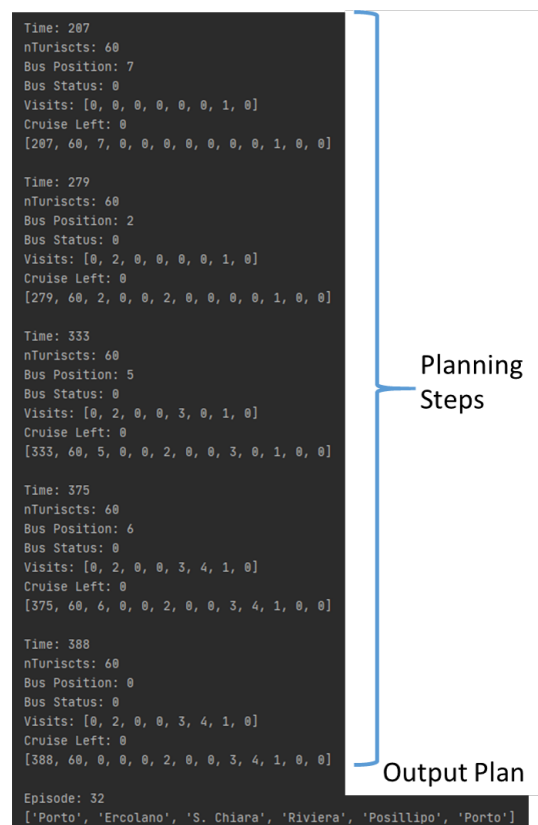 Time: 207
nTuriscts: 60
Bus Position: 7
Bus Status: 0
Visits: [0, 0, 0, 0, 0, 0, 1, 0]
Cruise Left: 0
[207, 60, 7, 0, 0, 0, 0, 0, 0, 0, 1, 0, 0]
Time: 279
nTuriscts: 60
Bus Position: 2
Bus Status: 0
Visits: [0, 2, 0, 0, 0, 0, 1, 0]
Cruise Left: 0
[279, 60, 2, 0, 0, 2, 0, 0, 0, 0, 1, 0, 0]
Time: 333
nTuriscts: 60
Bus Position: 5
Bus Status: 0
Visits: [0, 2, 0, 0, 3, 0, 1, 0]
Cruise Left: 0
[333, 60, 5, 0, 0, 2, 0, 0, 3, 0, 1, 0, 0]
Planning
Steps
Time: 375
nTuriscts: 60
Bus Position: 6
Bus Status: 0
Visits: [0, 2, 0, 0, 3, 4, 1, 0]
Cruise Left: 0
[375, 60, 6, 0, 0, 2, 0, 0, 3, 4, 1, 0, 0]
Time: 388
nTuriscts: 60
Bus Position: 0
Bus Status: 0
Visits: [0, 2, 0, 0, 3, 4, 1, 0]
Cruise Left: 0
[388, 60, 0, 0, 0, 2, 0, 0, 3, 4, 1, 0, 0]
Output Plan
Episode: 32
['Porto', 'Ercolano', 'S. Chiara', 'Riviera', 'Posillipo', 'Porto']